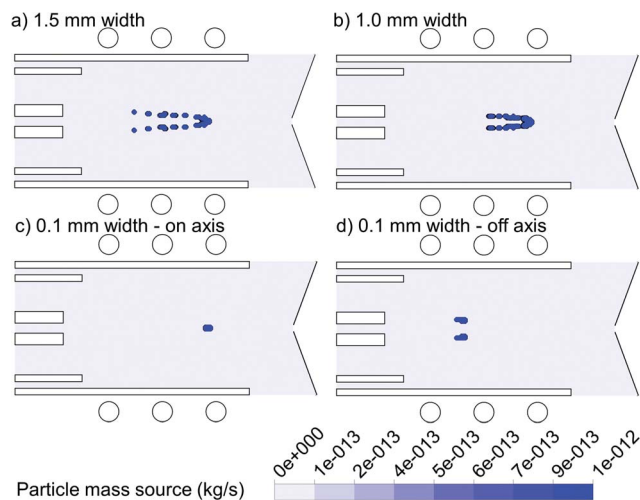 a) 1.5 mm width
b) 1.0 mm width
c) 0.1 mm width - on axis
d) 0.1 mm width - off axis
0e+000
1e-013
2e-013
4e-013
5e-013
6e-013
7e-013
9e-013
1e-012
Particle mass source (kg/s)